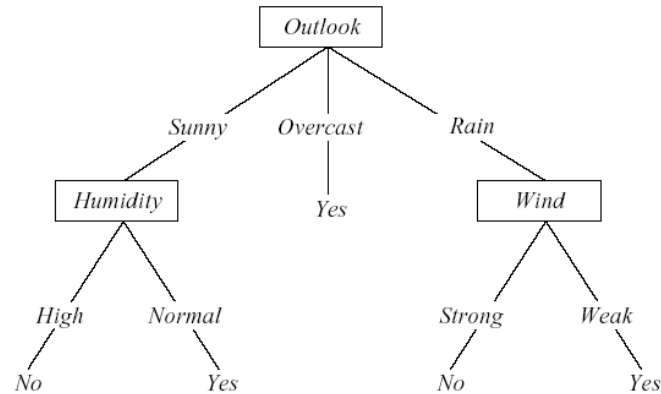 Outlook
Sunny Overcast Rain
Humidity Yes Wind
High Normal Strong Weak
No Yes No Yes